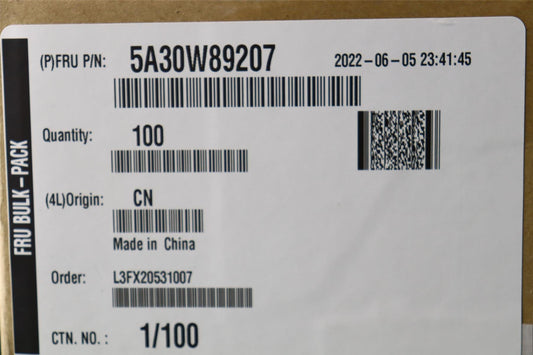 FRU BULK-PACK
(P)FRU P/N: 5A30W89207 2022-06-05 23:41:45
Quantity: 100
(4L)Origin: CN
Made in China
Order: L3FX20531007
CTN. NO.: 1/100